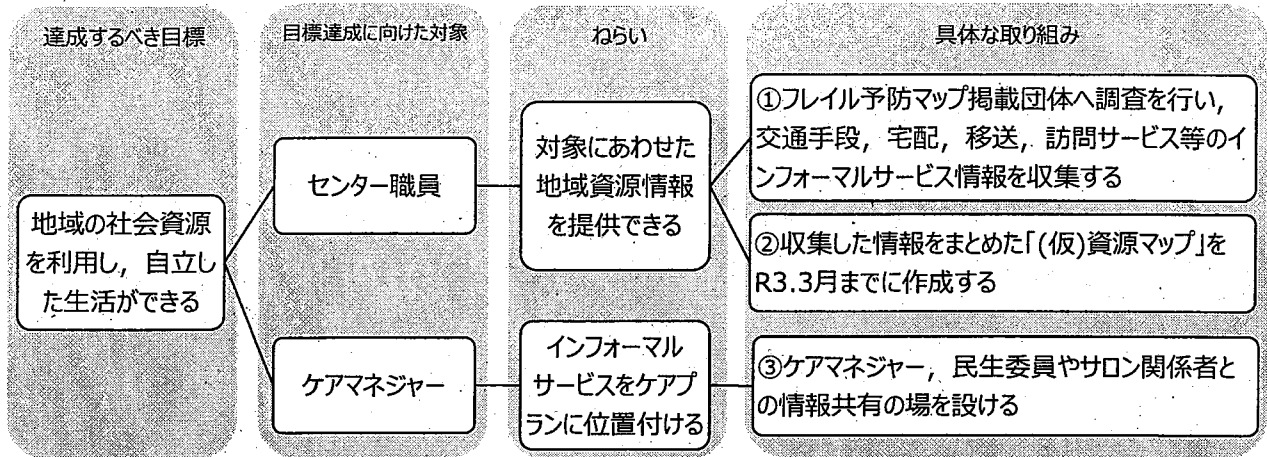 達成するべき目標
目標達成に向けた対象
ねらい
具体な取り組み
地域の社会資源
を利用し，自立し
た生活ができる
センター職員
対象にあわせた
地域資源情報
を提供できる
①フレイル予防マップ掲載団体へ調査を行い，
交通手段，宅配，移送，訪問サービス等のイ
ンフォーマルサービス情報を収集する
②収集した情報をまとめた「(仮)資源マップ」を
R3.3月までに作成する
ケアマネジャー
インフォーマル
サービスをケアプ
ランに位置付ける
③ケアマネジャー，民生委員やサロン関係者と
の情報共有の場を設ける